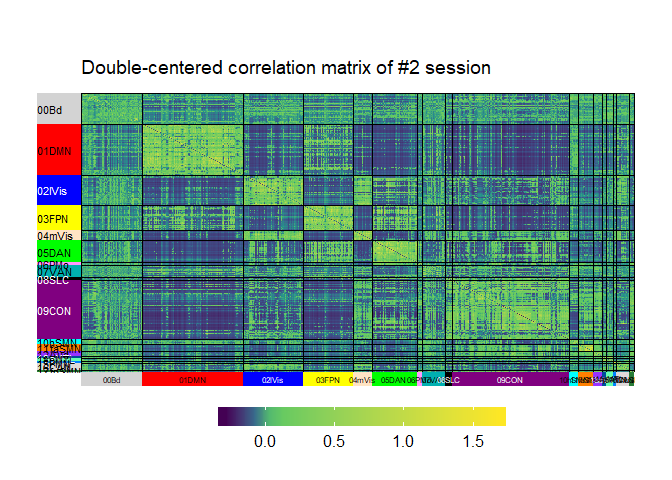 Double-centered correlation matrix of #2 session
00Bd
01DMN
02lVis
03FPN
04mVis
05DAN
07VAN
08SLC
09CON
00Bd
01DMN
02lVis
03FPN
04mVis
05DAN
08SLC
09CON
0.0
0.5
1.0
1.5